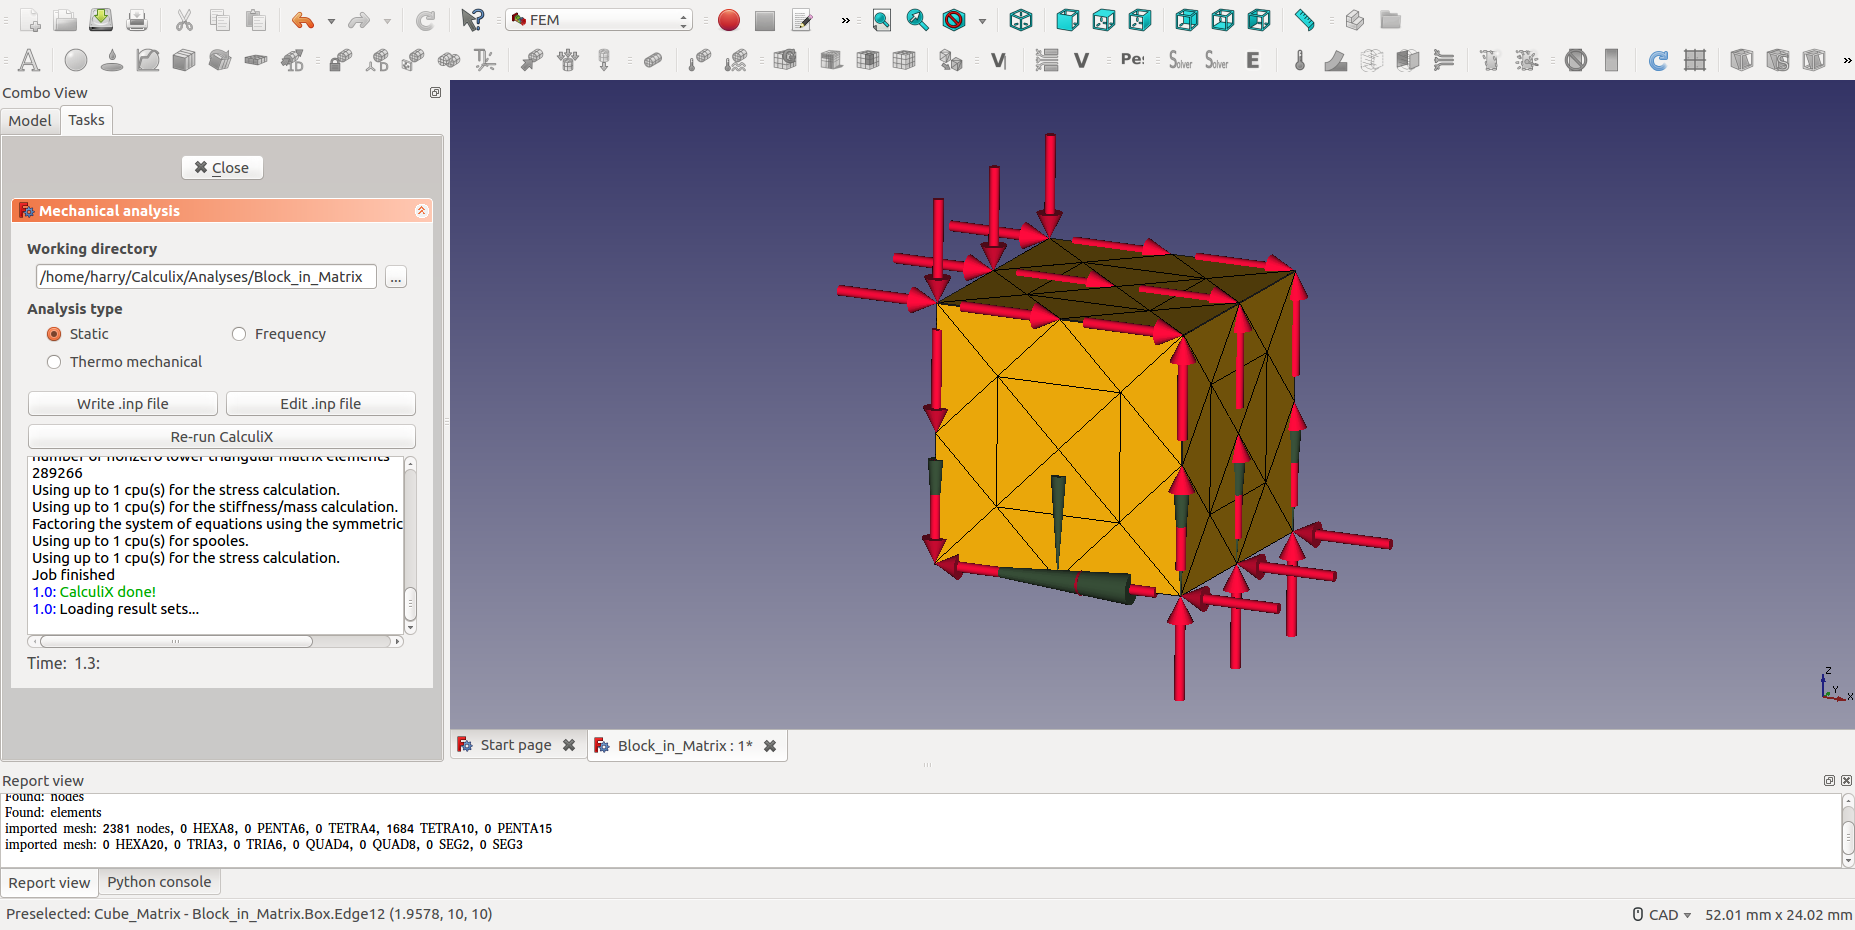 FEM
»
A
V|
V
Pe:
Solver
Solver
E
»
Combo View
Model
Tasks
Close
Mechanical analysis
Working directory
/home/harry/Calculix/Analyses/Block_in_Matrix
...
Analysis type
Static
Frequency
Thermo mechanical
Write .inp file
Edit .inp file
Re-run CalculiX
number of nonzero lower triangular matrix elements
289266
Using up to 1 cpu(s) for the stress calculation.
Using up to 1 cpu(s) for the stiffness/mass calculation.
Factoring the system of equations using the symmetric
Using up to 1 cpu(s) for spooles.
Using up to 1 cpu(s) for the stress calculation.
Job finished
1.0: CalculiX done!
1.0: Loading result sets...
Time: 1.3:
Z
Y
X
Start page
Block_in_Matrix : 1*
Report view
Found: nodes
Found: elements
imported mesh: 2381 nodes, 0 HEXA8, 0 PENTA6, 0 TETRA4, 1684 TETRA10, 0 PENTA15
imported mesh: 0 HEXA20, 0 TRIA3, 0 TRIA6, 0 QUAD4, 0 QUAD8, 0 SEG2, 0 SEG3
Report view
Python console
Preselected: Cube_Matrix - Block_in_Matrix.Box.Edge12 (1.9578, 10, 10)
CAD
52.01 mm x 24.02 mm